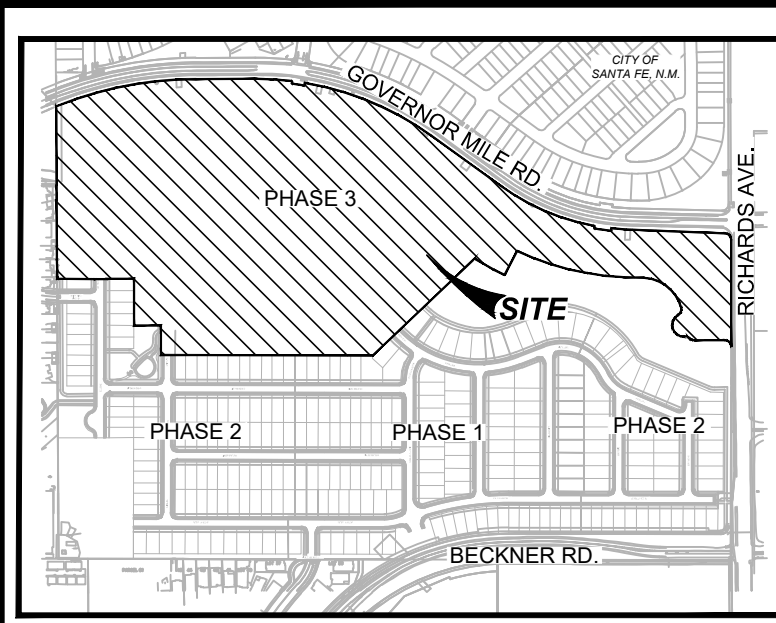 CITY OF
SANTA FE, N.M.
GOVERNOR MILE RD.
PHASE 3
RICHARDS AVE.
SITE
PHASE 2
PHASE 1
PHASE 2
BECKNER RD.